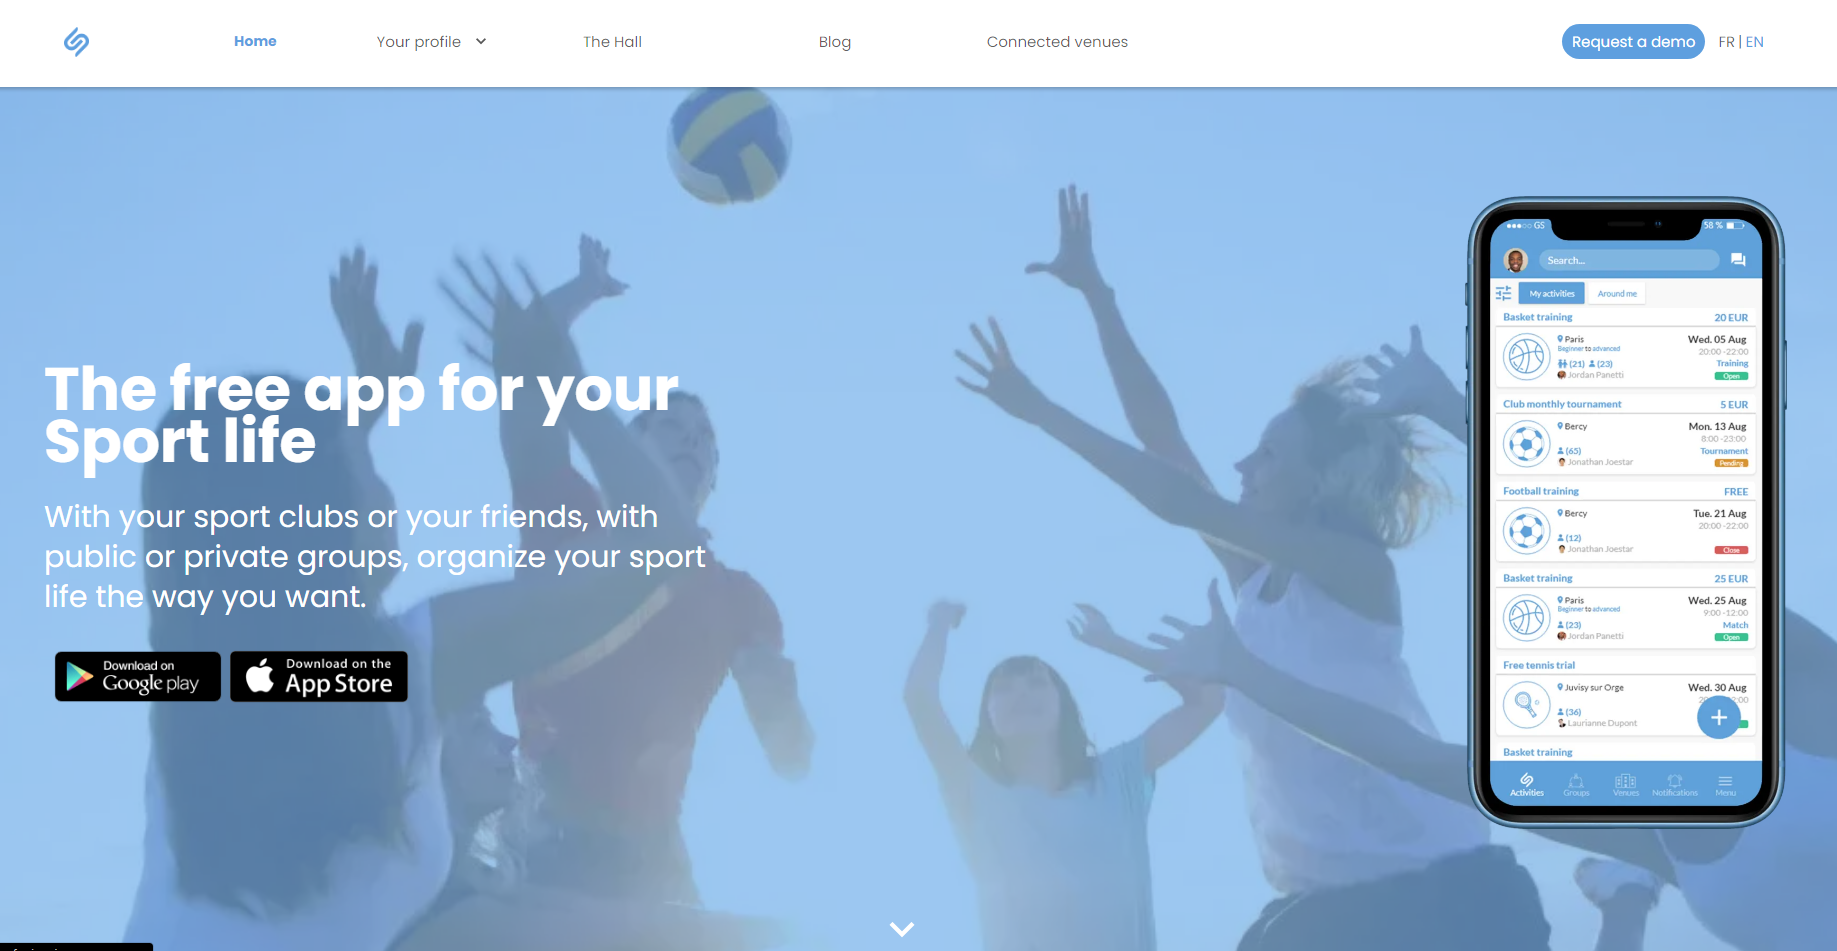 Home
Your profile
The Hall
Blog
Connected venues
Request a demo
FR | EN
The free app for your
Sport life
With your sport clubs or your friends, with
public or private groups, organize your sport
life the way you want.
Download on
Google play
Download on the
App Store
GS
58 %
Search...
My activities
Around me
Basket training
20 EUR
Paris
Wed. 05 Aug
Beginner to advanced
20:00 -22:00
(21) (23)
Training
Jordan Panetti
Open
Club monthly tournament
5 EUR
Bercy
Mon. 13 Aug
8:00 -23:00
(65)
Tournament
Jonathan Joestar
Pending
Football training
FREE
Bercy
Tue. 21 Aug
20:00 -22:00
(12)
Jonathan Joestar
Close
Basket training
25 EUR
Paris
Wed. 25 Aug
Beginner to advanced
9:00 -12:00
(23)
Match
Jordan Panetti
Open
Free tennis trial
Juvisy sur Orge
Wed. 30 Aug
(36)
Laurianne Dupont
+
Basket training
Activities
Groups
Venues
Notifications
Menu